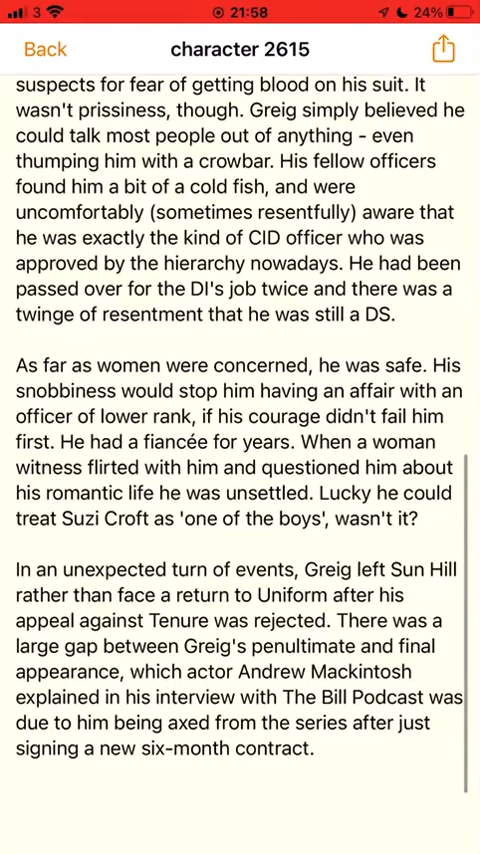 3 21:58 24%
Back character 2615
suspects for fear of getting blood on his suit. It
wasn't prissiness, though. Greig simply believed he
could talk most people out of anything - even
thumping him with a crowbar. His fellow officers
found him a bit of a cold fish, and were
uncomfortably (sometimes resentfully) aware that
he was exactly the kind of CID officer who was
approved by the hierarchy nowadays. He had been
passed over for the DI's job twice and there was a
twinge of resentment that he was still a DS.
As far as women were concerned, he was safe. His
snobbiness would stop him having an affair with an
officer of lower rank, if his courage didn't fail him
first. He had a fiancée for years. When a woman
witness flirted with him and questioned him about
his romantic life he was unsettled. Lucky he could
treat Suzi Croft as 'one of the boys', wasn't it?
In an unexpected turn of events, Greig left Sun Hill
rather than face a return to Uniform after his
appeal against Tenure was rejected. There was a
large gap between Greig's penultimate and final
appearance, which actor Andrew Mackintosh
explained in his interview with The Bill Podcast was
due to him being axed from the series after just
signing a new six-month contract.